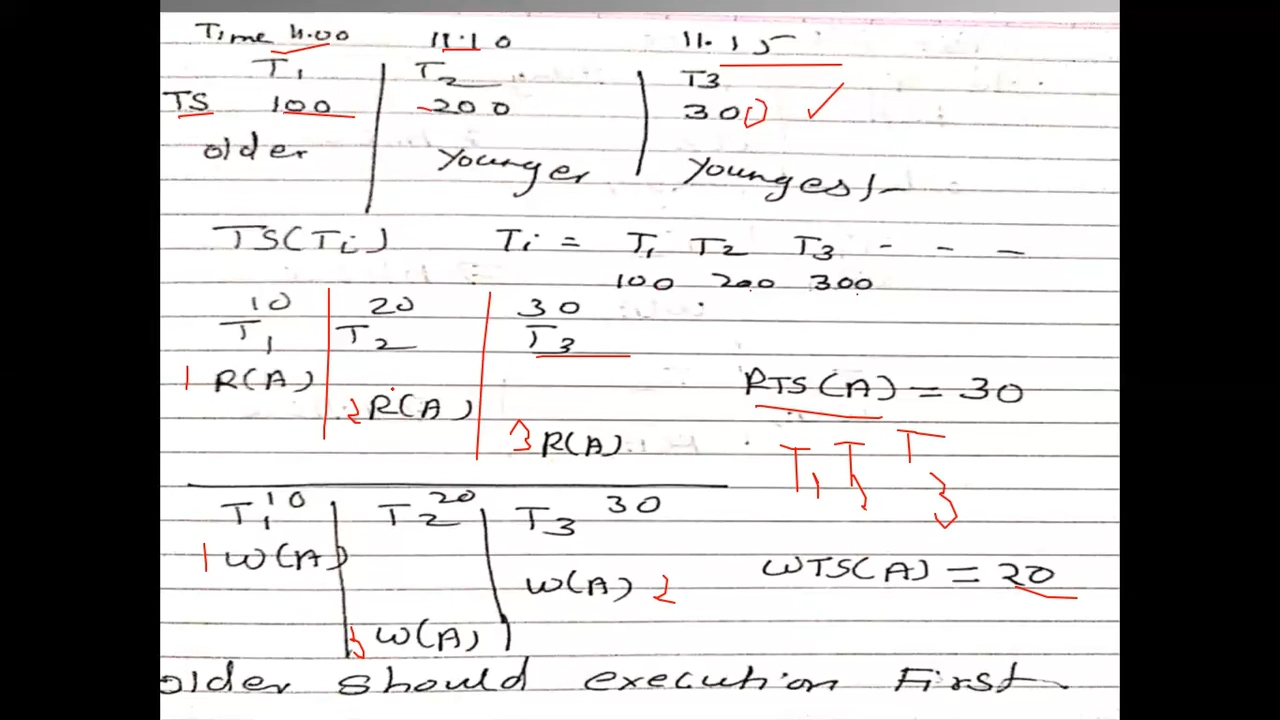 Time 11.00 11.10 11.15
T1 T2 T3
TS 100 200 300
older younger youngest
TS(Ti) Ti = T1 T2 T3 - - -
100 200 300
10 20 30
T1 T2 T3
1 R(A) RTS(A) = 30
2 R(A)
3 R(A) T1 T2 T3
T1 10 T2 20 T3 30
1 W(A) WTS(A) = 20
W(A) 2
3 W(A)
older should execution First.